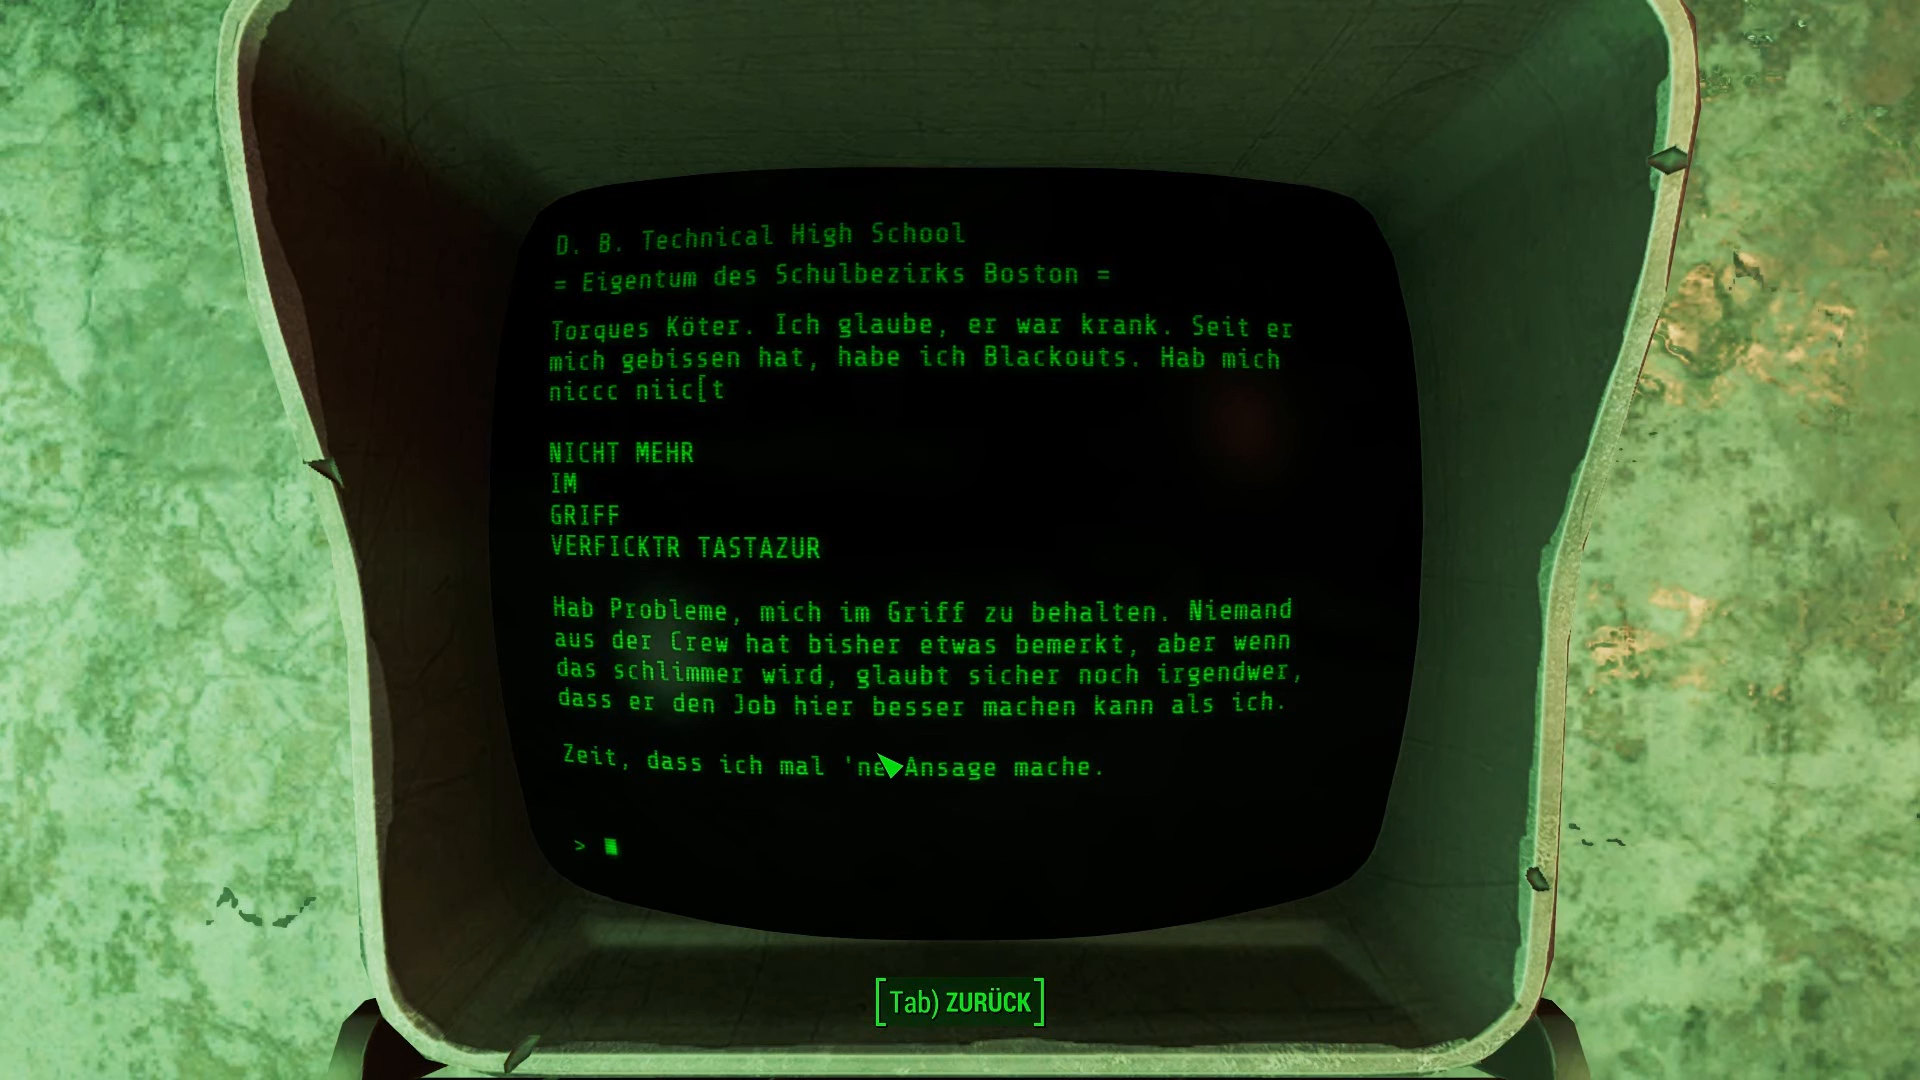 D. B. Technical High School
= Eigentum des Schulbezirks Boston =
Torques Köter. Ich glaube, er war krank. Seit er
mich gebissen hat, habe ich Blackouts. Hab mich
niccc niic[t
NICHT MEHR
IM
GRIFF
VERFICKTR TASTAZUR
Hab Probleme, mich im Griff zu behalten. Niemand
aus der Crew hat bisher etwas bemerkt, aber wenn
das schlimmer wird, glaubt sicher noch irgendwer,
dass er den Job hier besser machen kann als ich.
Zeit, dass ich mal 'ne Ansage mache.
>
[Tab) ZURÜCK]